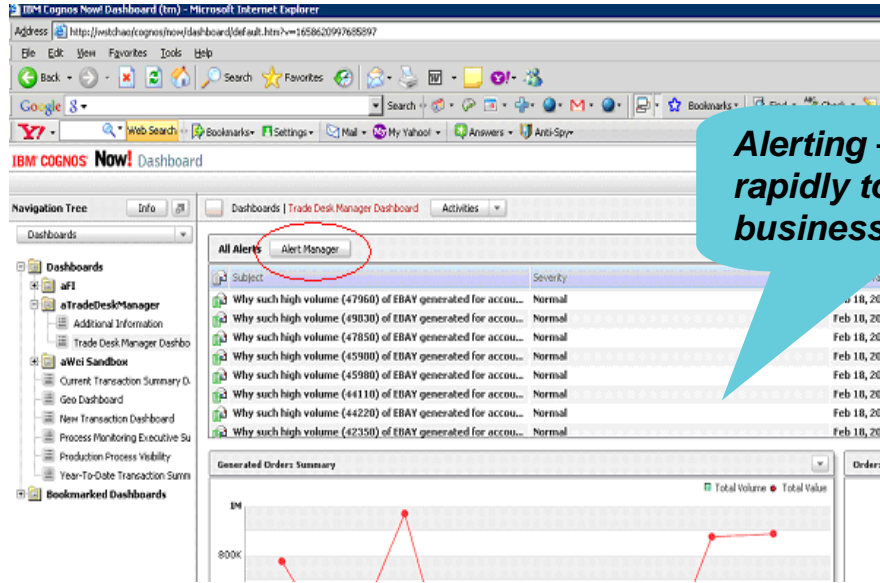 IBM Cognos Now! Dashboard (tm) - Microsoft Internet Explorer
Address http://wstchao/cognos/now/dashboard/default.htm?v=1658620997685897
File Edit View Favorites Tools Help
Back Search Favorites
Google Search Bookmarks Find Check
Y! Web Search Bookmarks Settings Mail My Yahoo! Answers Anti-Spy
IBM COGNOS Now! Dashboard
Alerting
rapidly to
business
Navigation Tree Info
Dashboards | Trade Desk Manager Dashboard Activities
Dashboards
All Alerts Alert Manager
Dashboards
aFI
aTradeDeskManager
Additional Information
Trade Desk Manager Dashbo
aWei Sandbox
Current Transaction Summary D
Geo Dashboard
New Transaction Dashboard
Process Monitoring Executive Su
Production Process Visibility
Year-To-Date Transaction Summ
Bookmarked Dashboards
Subject Severity
Why such high volume (47960) of EBAY generated for accou... Normal 18, 20
Why such high volume (49830) of EBAY generated for accou... Normal Feb 18, 20
Why such high volume (47850) of EBAY generated for accou... Normal Feb 18, 20
Why such high volume (45980) of EBAY generated for accou... Normal Feb 18, 20
Why such high volume (45980) of EBAY generated for accou... Normal Feb 18, 20
Why such high volume (44110) of EBAY generated for accou... Normal Feb 18, 20
Why such high volume (44220) of EBAY generated for accou... Normal Feb 18, 20
Why such high volume (42350) of EBAY generated for accou... Normal Feb 18, 20
Generated Orders Summary
Order
Total Volume Total Value
1M
800K